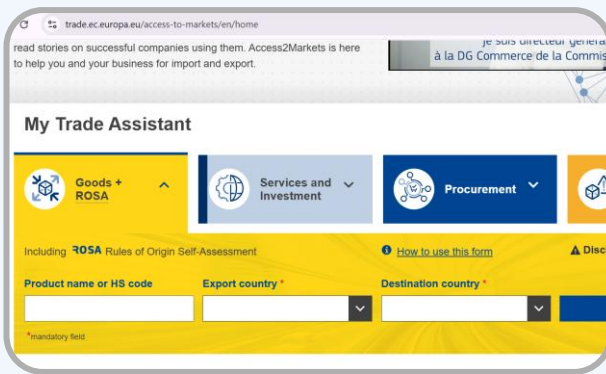 trade.ec.europa.eu/access-to-markets/en/home
read stories on successful companies using them. Access2Markets is here
to help you and your business for import and export.
je suis directeur général
à la DG Commerce de la Commis
My Trade Assistant
Goods +
ROSA
Services and
Investment
Procurement
Including ROSA Rules of Origin Self-Assessment
How to use this form
Disc
Product name or HS code
Export country *
Destination country *
*mandatory field